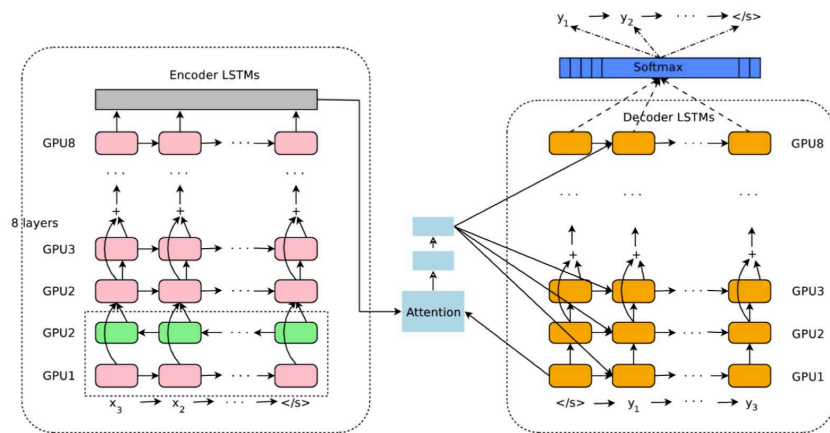 y1 y2 · · · </s>
Softmax
Encoder LSTMs
Decoder LSTMs
GPU8
GPU8
· · ·
· · ·
· · ·
· · ·
· · ·
· · ·
· · ·
· · ·
+ + +
8 layers
GPU3
· · ·
+ + +
GPU2
· · ·
GPU3
· · ·
GPU2
· · ·
Attention
GPU2
· · ·
GPU1
· · ·
GPU1
· · ·
x3 x2 · · · </s>
</s> y1 · · · y3